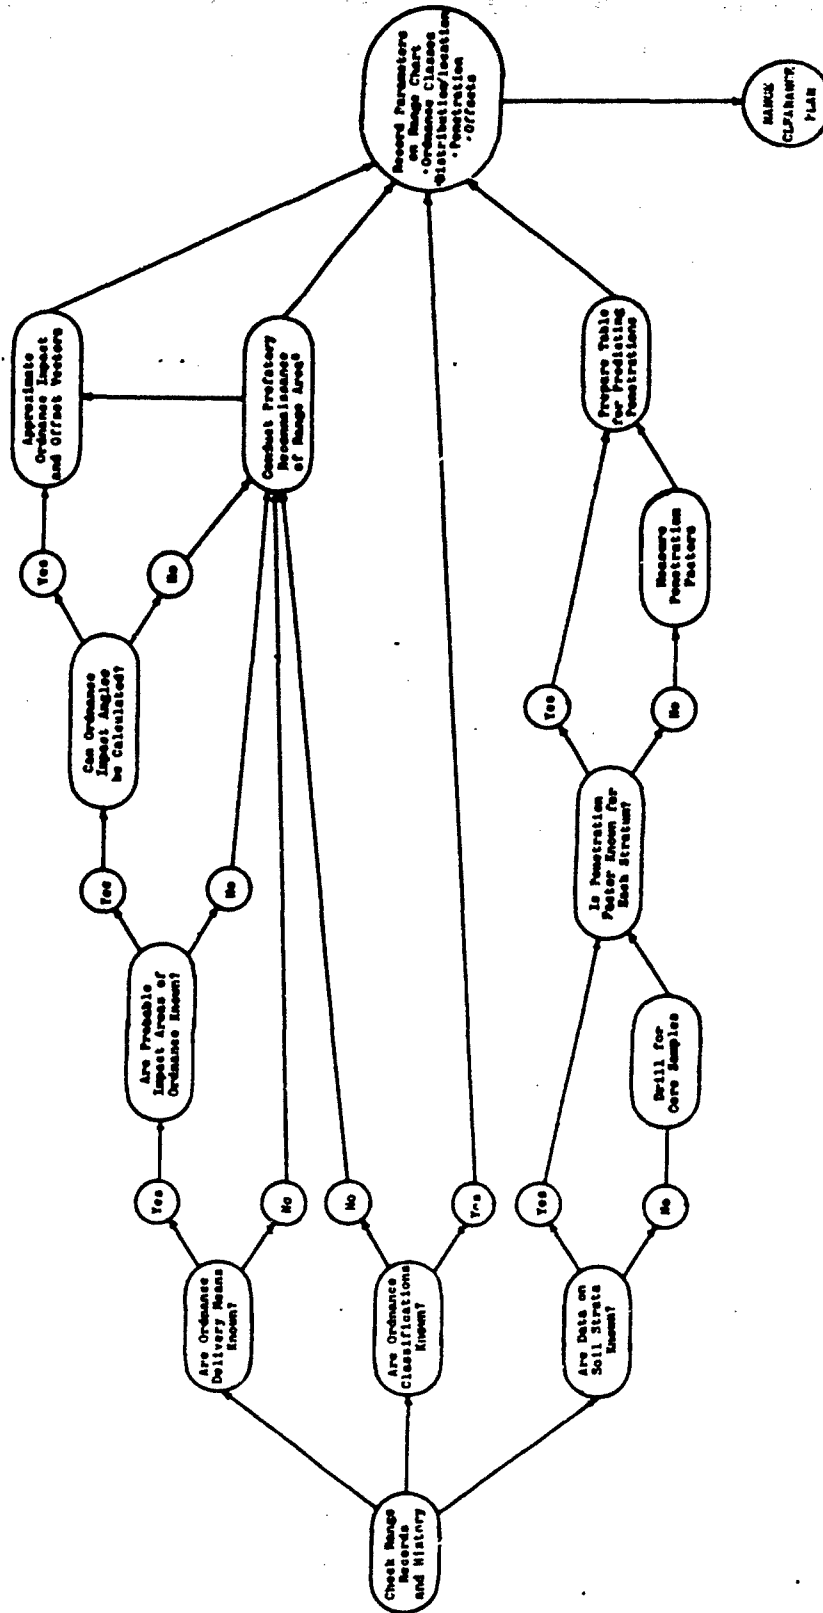 Check Range
Records
and History
Are Ordnance
Delivery Means
Known?
Yes
No
Are Probable
Impact Areas of
Ordnance Known?
Yes
No
Can Ordnance
Impact Angles
be Calculated?
Yes
No
Approximate
Ordnance Impact
and Offset Vectors
Conduct Prefatory
Reconnaissance
of Range Areas
Are Ordnance
Classifications
Known?
No
Yes
Are Data on
Soil Strata
Known?
Yes
No
Drill for
Core Samples
Is Penetration
Factor Known for
Each Stratum?
Yes
No
Measure
Penetration
Factors
Prepare Table
for Predicting
Penetrations
Record Parameters
on Range Chart
•Ordnance Classes
•Distribution/location
•Penetration
•Offsets
RANGE
CLEARANCE
PLAN